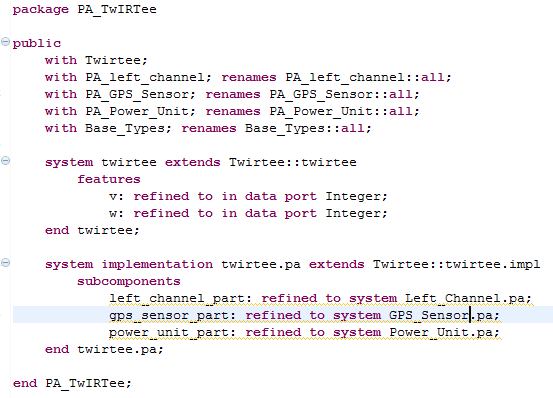 package PA_TwIRTee
public
with Twirtee;
with PA_left_channel; renames PA_left_channel::all;
with PA_GPS_Sensor; renames PA_GPS_Sensor::all;
with PA_Power_Unit; renames PA_Power_Unit::all;
with Base_Types; renames Base_Types::all;
system twirtee extends Twirtee::twirtee
features
v: refined to in data port Integer;
w: refined to in data port Integer;
end twirtee;
system implementation twirtee.pa extends Twirtee::twirtee.impl
subcomponents
left_channel_part: refined to system Left_Channel.pa;
gps_sensor_part: refined to system GPS_Sensor.pa;
power_unit_part: refined to system Power_Unit.pa;
end twirtee.pa;
end PA_TwIRTee;